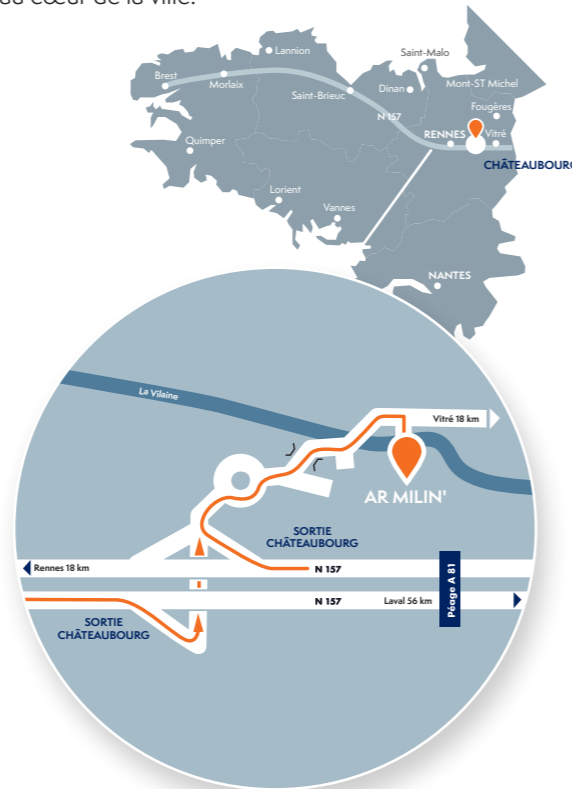 au cœur de la ville.
Lannion
Saint-Malo
Brest
Morlaix
Mont-ST Michel
Saint-Brieuc
Dinan
Fougères
N 157
RENNES
Vitré
Quimper
CHÂTEAUBOURG
Lorient
Vannes
NANTES
La Vilaine
Vitré 18 km
AR MILIN'
SORTIE
CHÂTEAUBOURG
Rennes 18 km
N 157
Péage A 81
N 157
Laval 56 km
SORTIE
CHÂTEAUBOURG